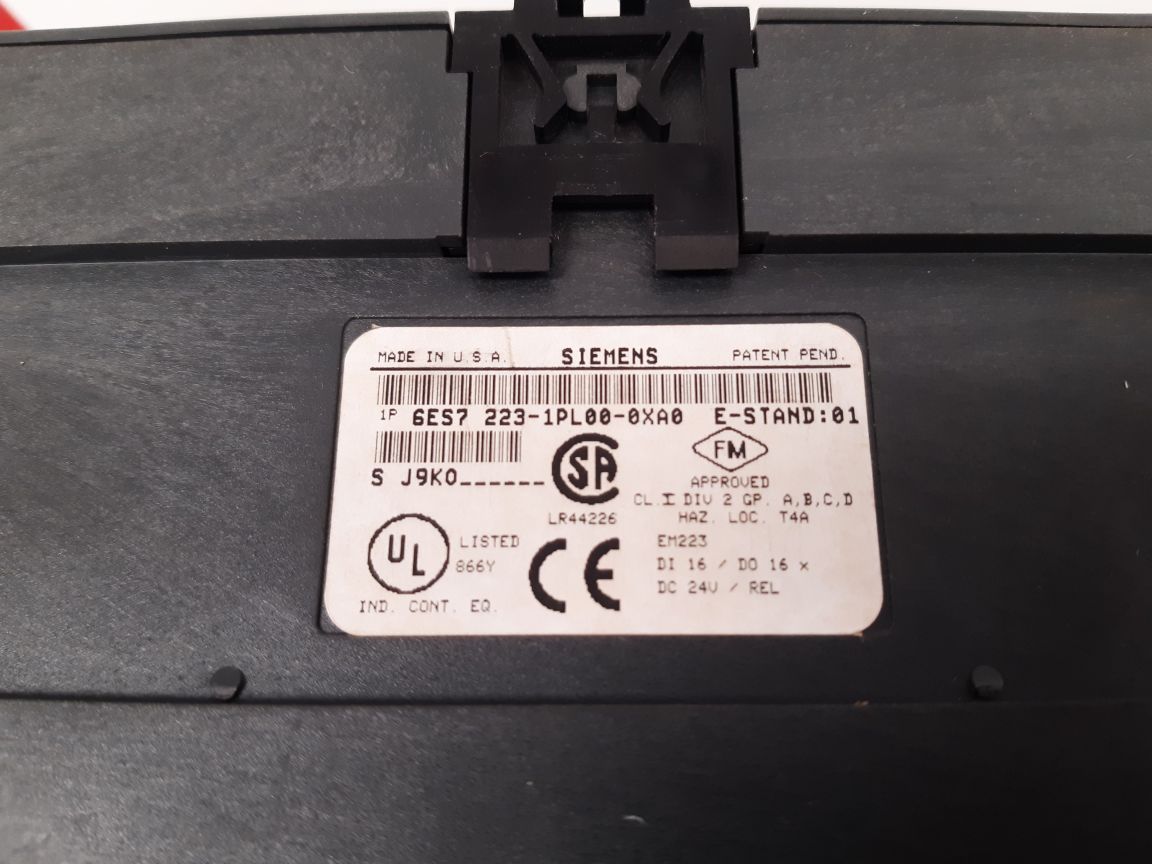 MADE IN U.S.A. SIEMENS PATENT PEND.
1P 6ES7 223-1PL00-0XA0 E-STAND:01
S J9K0______
SA
LR44226
FM
APPROVED
CL.I DIV 2 GP. A,B,C,D
HAZ. LOC. T4A
UL LISTED
866Y
IND. CONT. EQ.
CE
EM223
DI 16 / DO 16 x
DC 24V / REL